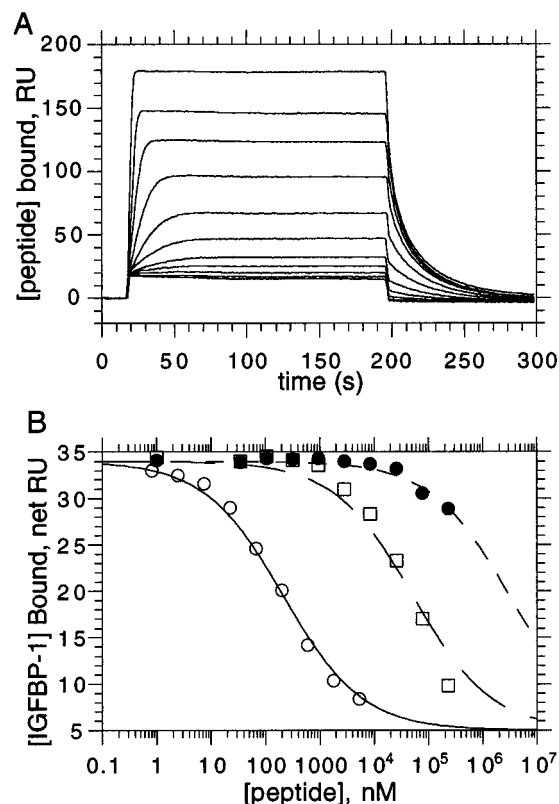 A
[peptide] bound, RU
200
150
100
50
0
0 50 100 150 200 250 300
time (s)
B
[IGFBP-1] Bound, net RU
35
30
25
20
15
10
5
0.1 1 10 100 1000 10⁴ 10⁵ 10⁶ 10⁷
[peptide], nM